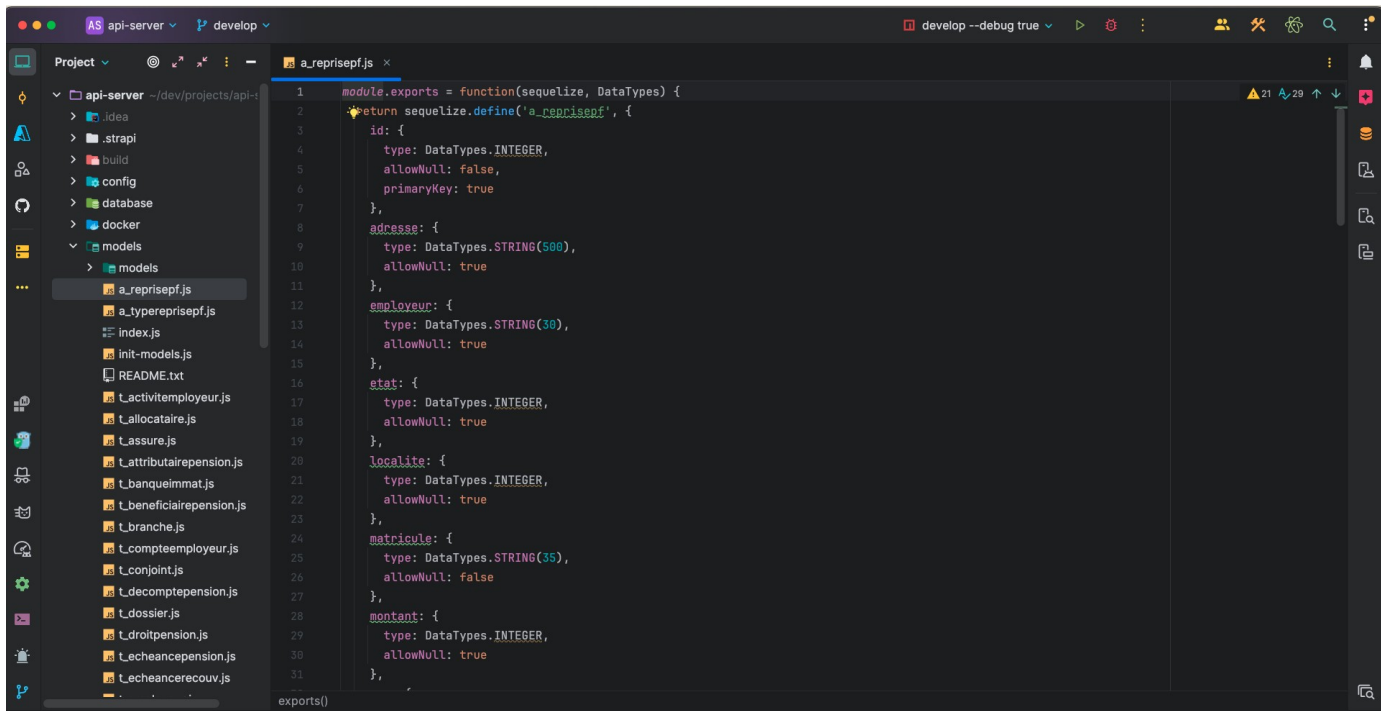 AS api-server develop
develop --debug true
Project
a_reprisepf.js
api-server ~/dev/projects/api-s
.idea
.strapi
build
config
database
docker
models
models
a_reprisepf.js
a_typereprisepf.js
index.js
init-models.js
README.txt
t_activitemployeur.js
t_allocataire.js
t_assure.js
t_attributairepension.js
t_banqueimmat.js
t_beneficiairepension.js
t_branche.js
t_compteemployeur.js
t_conjoint.js
t_decomptepension.js
t_dossier.js
t_droitpension.js
t_echeancepension.js
t_echeancerecouv.js
21 29
1 module.exports = function(sequelize, DataTypes) {
2 return sequelize.define('a_reprisepf', {
3 id: {
4 type: DataTypes.INTEGER,
5 allowNull: false,
6 primaryKey: true
7 },
8 adresse: {
9 type: DataTypes.STRING(500),
10 allowNull: true
11 },
12 employeur: {
13 type: DataTypes.STRING(30),
14 allowNull: true
15 },
16 etat: {
17 type: DataTypes.INTEGER,
18 allowNull: true
19 },
20 localite: {
21 type: DataTypes.INTEGER,
22 allowNull: true
23 },
24 matricule: {
25 type: DataTypes.STRING(35),
26 allowNull: false
27 },
28 montant: {
29 type: DataTypes.INTEGER,
30 allowNull: true
31 },
exports()